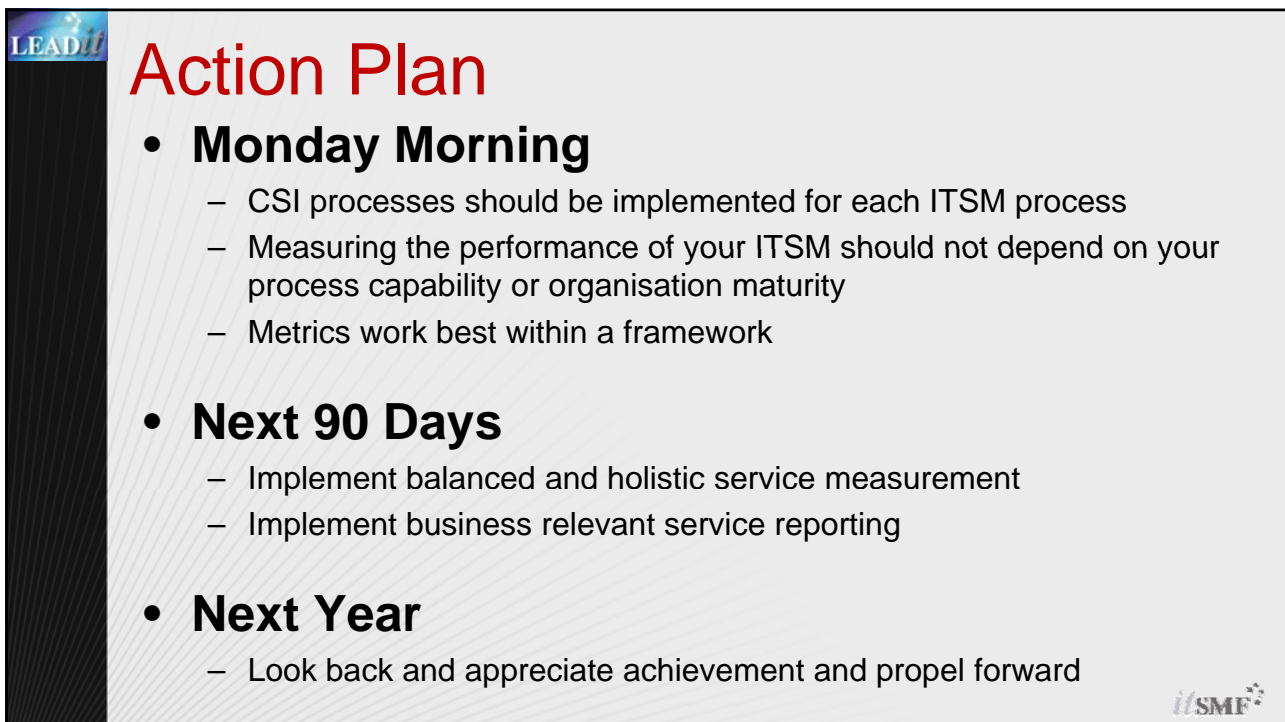 LEADit
Action Plan
• Monday Morning
– CSI processes should be implemented for each ITSM process
– Measuring the performance of your ITSM should not depend on your
process capability or organisation maturity
– Metrics work best within a framework
• Next 90 Days
– Implement balanced and holistic service measurement
– Implement business relevant service reporting
• Next Year
– Look back and appreciate achievement and propel forward
itSMF